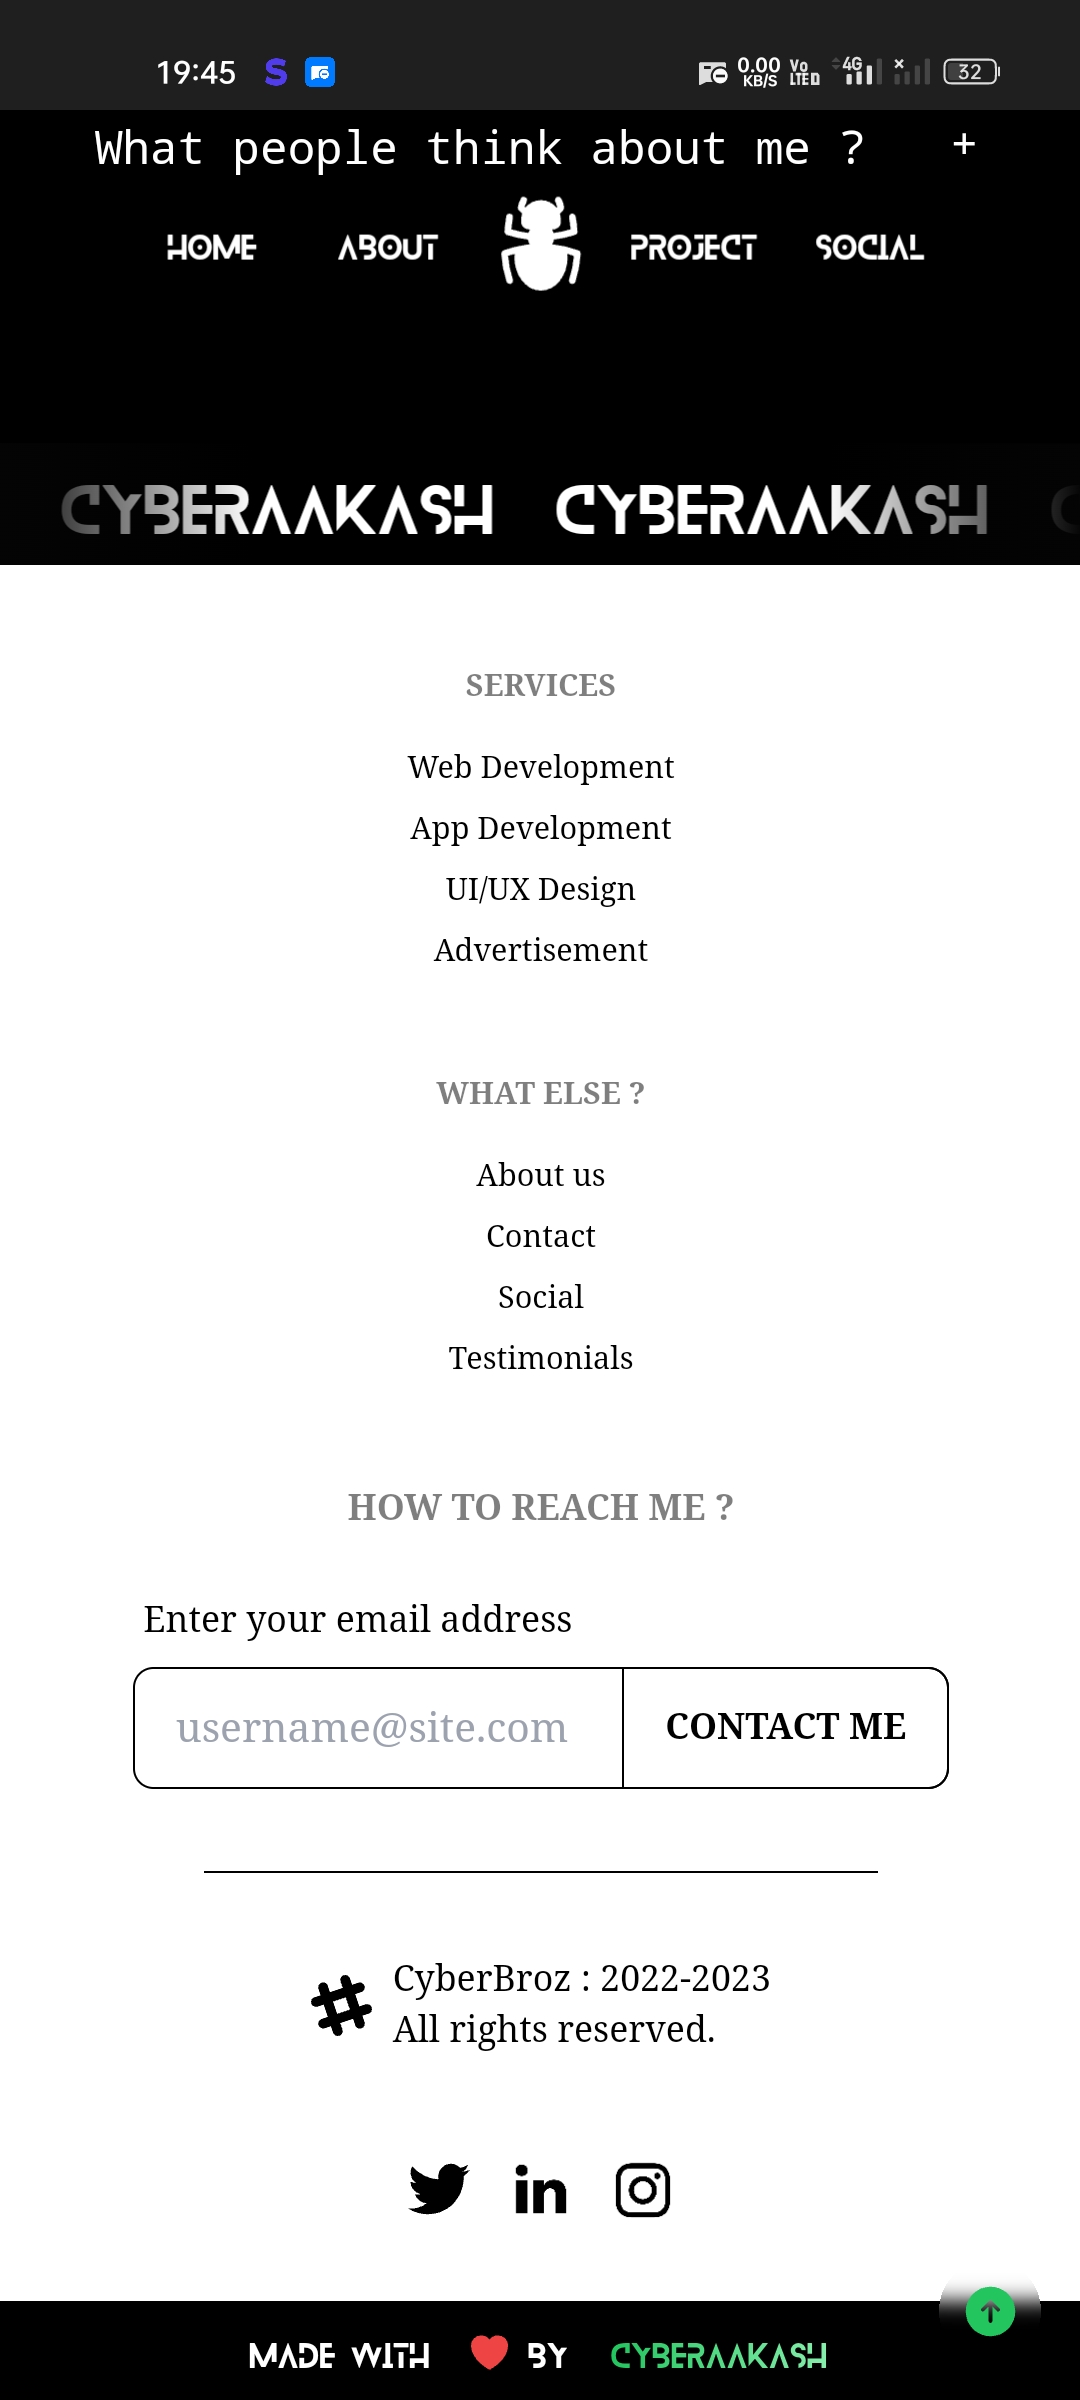 19:45
0.00 KB/S Vo LTE 4G 32
What people think about me ? +
HOME ABOUT PROJECT SOCIAL
CYBERAAKASH CYBERAAKASH C
SERVICES
Web Development
App Development
UI/UX Design
Advertisement
WHAT ELSE ?
About us
Contact
Social
Testimonials
HOW TO REACH ME ?
Enter your email address
username@site.com CONTACT ME
CyberBroz : 2022-2023
All rights reserved.
MADE WITH BY CYBERAAKASH